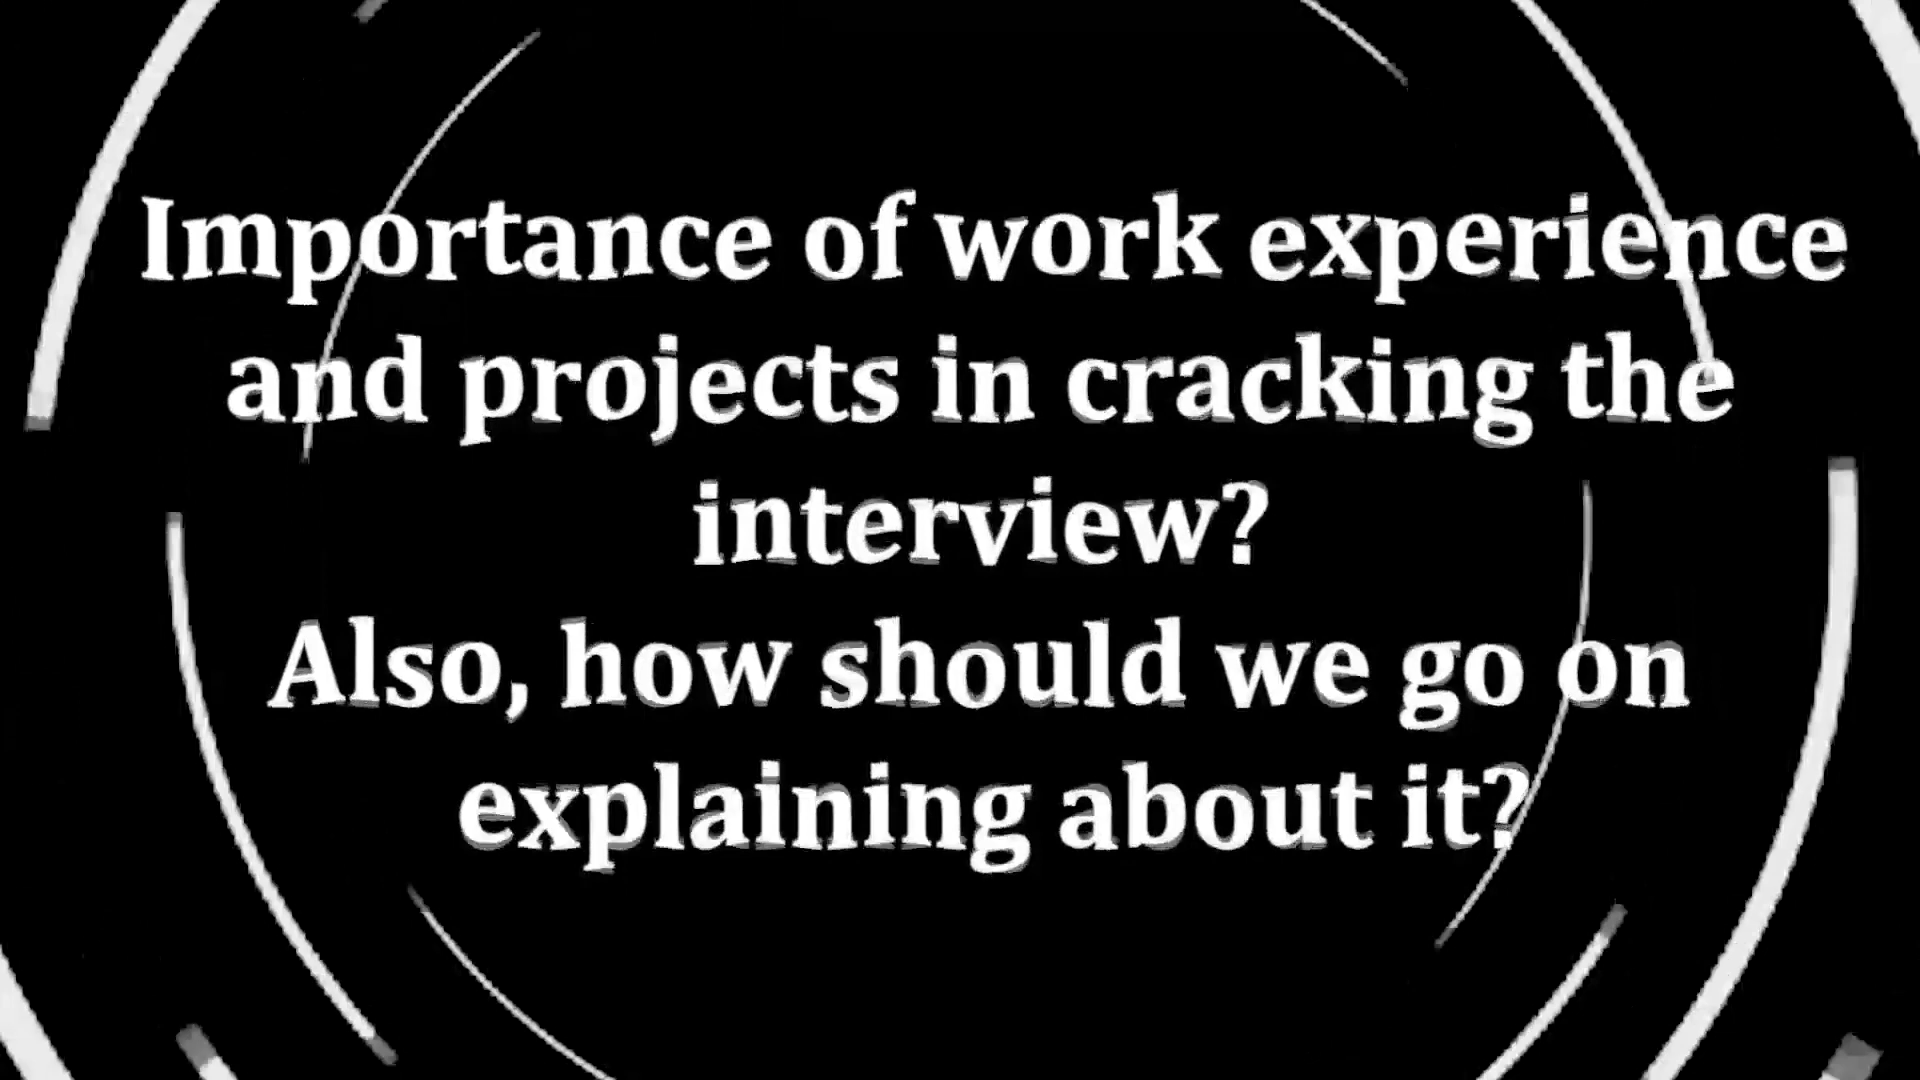 Importance of work experience
and projects in cracking the
interview?
Also, how should we go on
explaining about it?